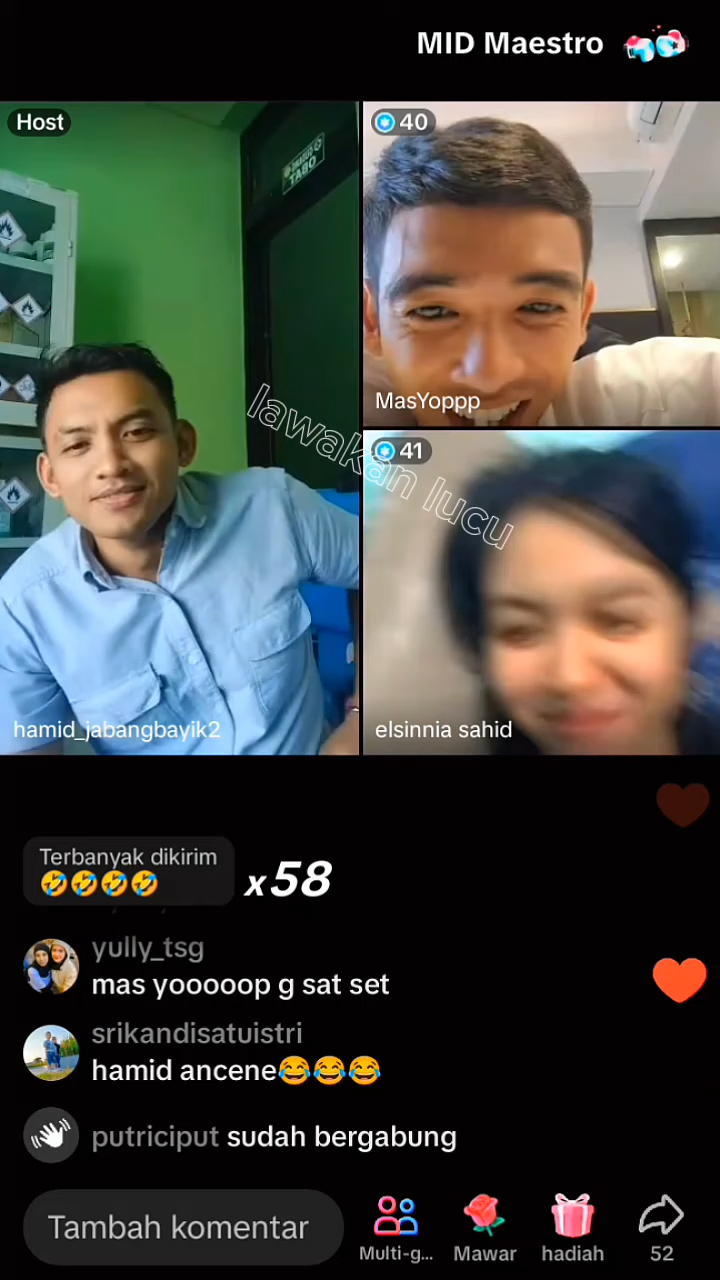 MID Maestro
Host
40
MasYoppp
lawakan lucu
41
hamid_jabangbayik2
elsinnia sahid
Terbanyak dikirim
x58
yully_tsg
mas yooooop g sat set
srikandisatuistri
hamid ancene😂😂😂
putriciput sudah bergabung
Tambah komentar
Multi-g...
Mawar
hadiah
52